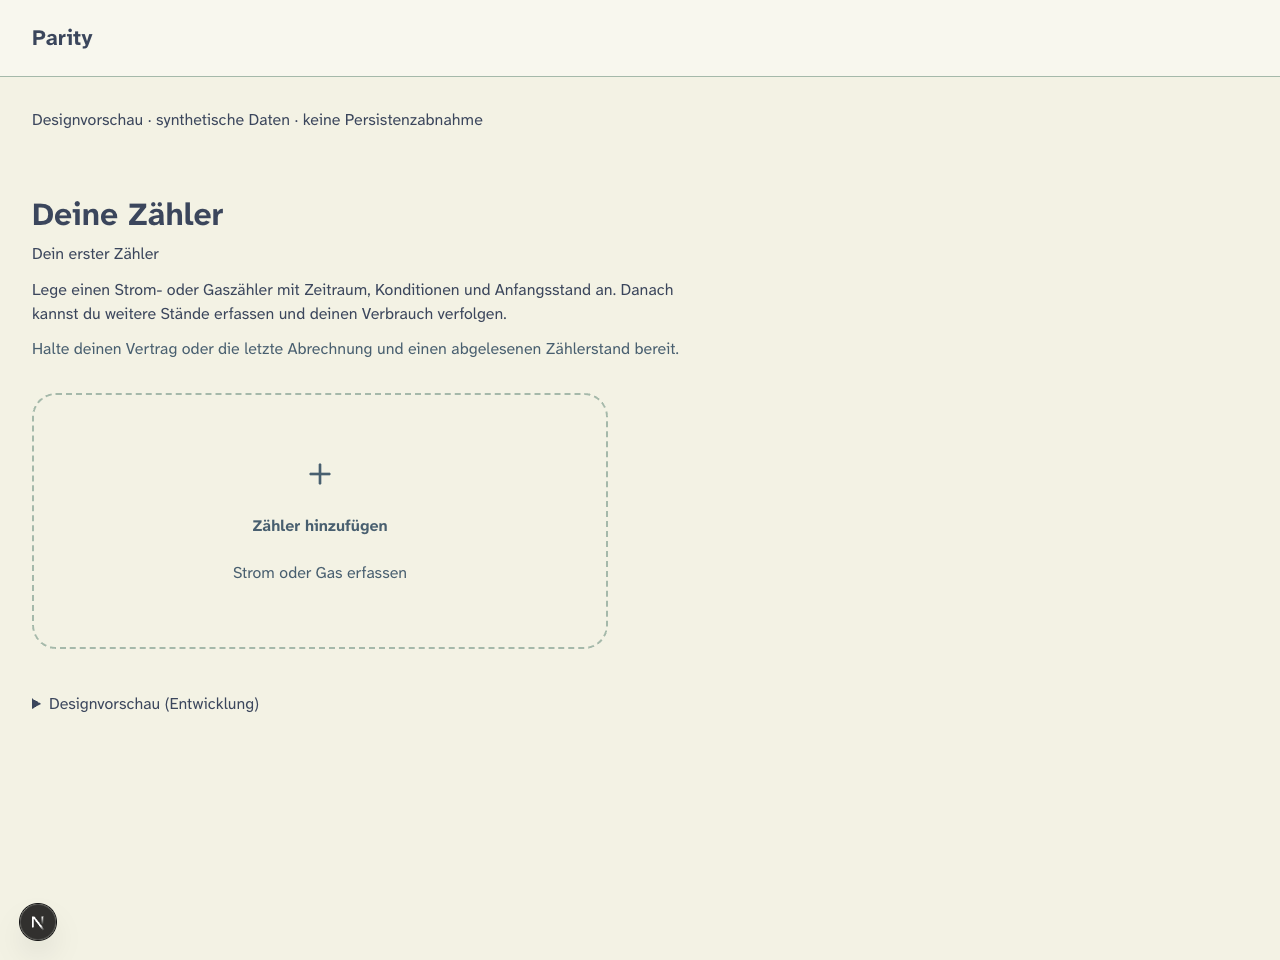 Parity
Designvorschau · synthetische Daten · keine Persistenzabnahme
Deine Zähler
Dein erster Zähler
Lege einen Strom- oder Gaszähler mit Zeitraum, Konditionen und Anfangsstand an. Danach
kannst du weitere Stände erfassen und deinen Verbrauch verfolgen.
Halte deinen Vertrag oder die letzte Abrechnung und einen abgelesenen Zählerstand bereit.
Zähler hinzufügen
Strom oder Gas erfassen
Designvorschau (Entwicklung)
N